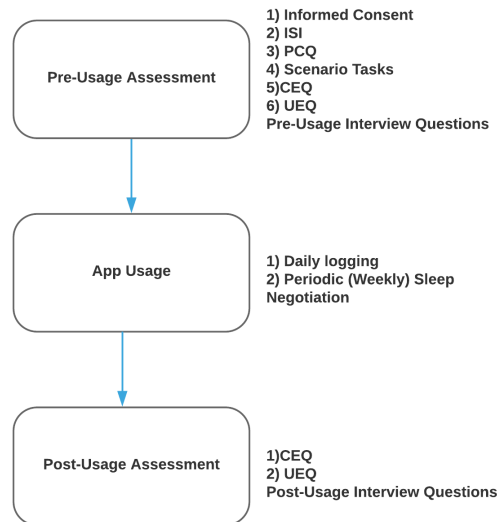 1) Informed Consent
2) ISI
3) PCQ
4) Scenario Tasks
5)CEQ
6) UEQ
Pre-Usage Interview Questions
Pre-Usage Assessment
App Usage
1) Daily logging
2) Periodic (Weekly) Sleep
Negotiation
Post-Usage Assessment
1)CEQ
2) UEQ
Post-Usage Interview Questions